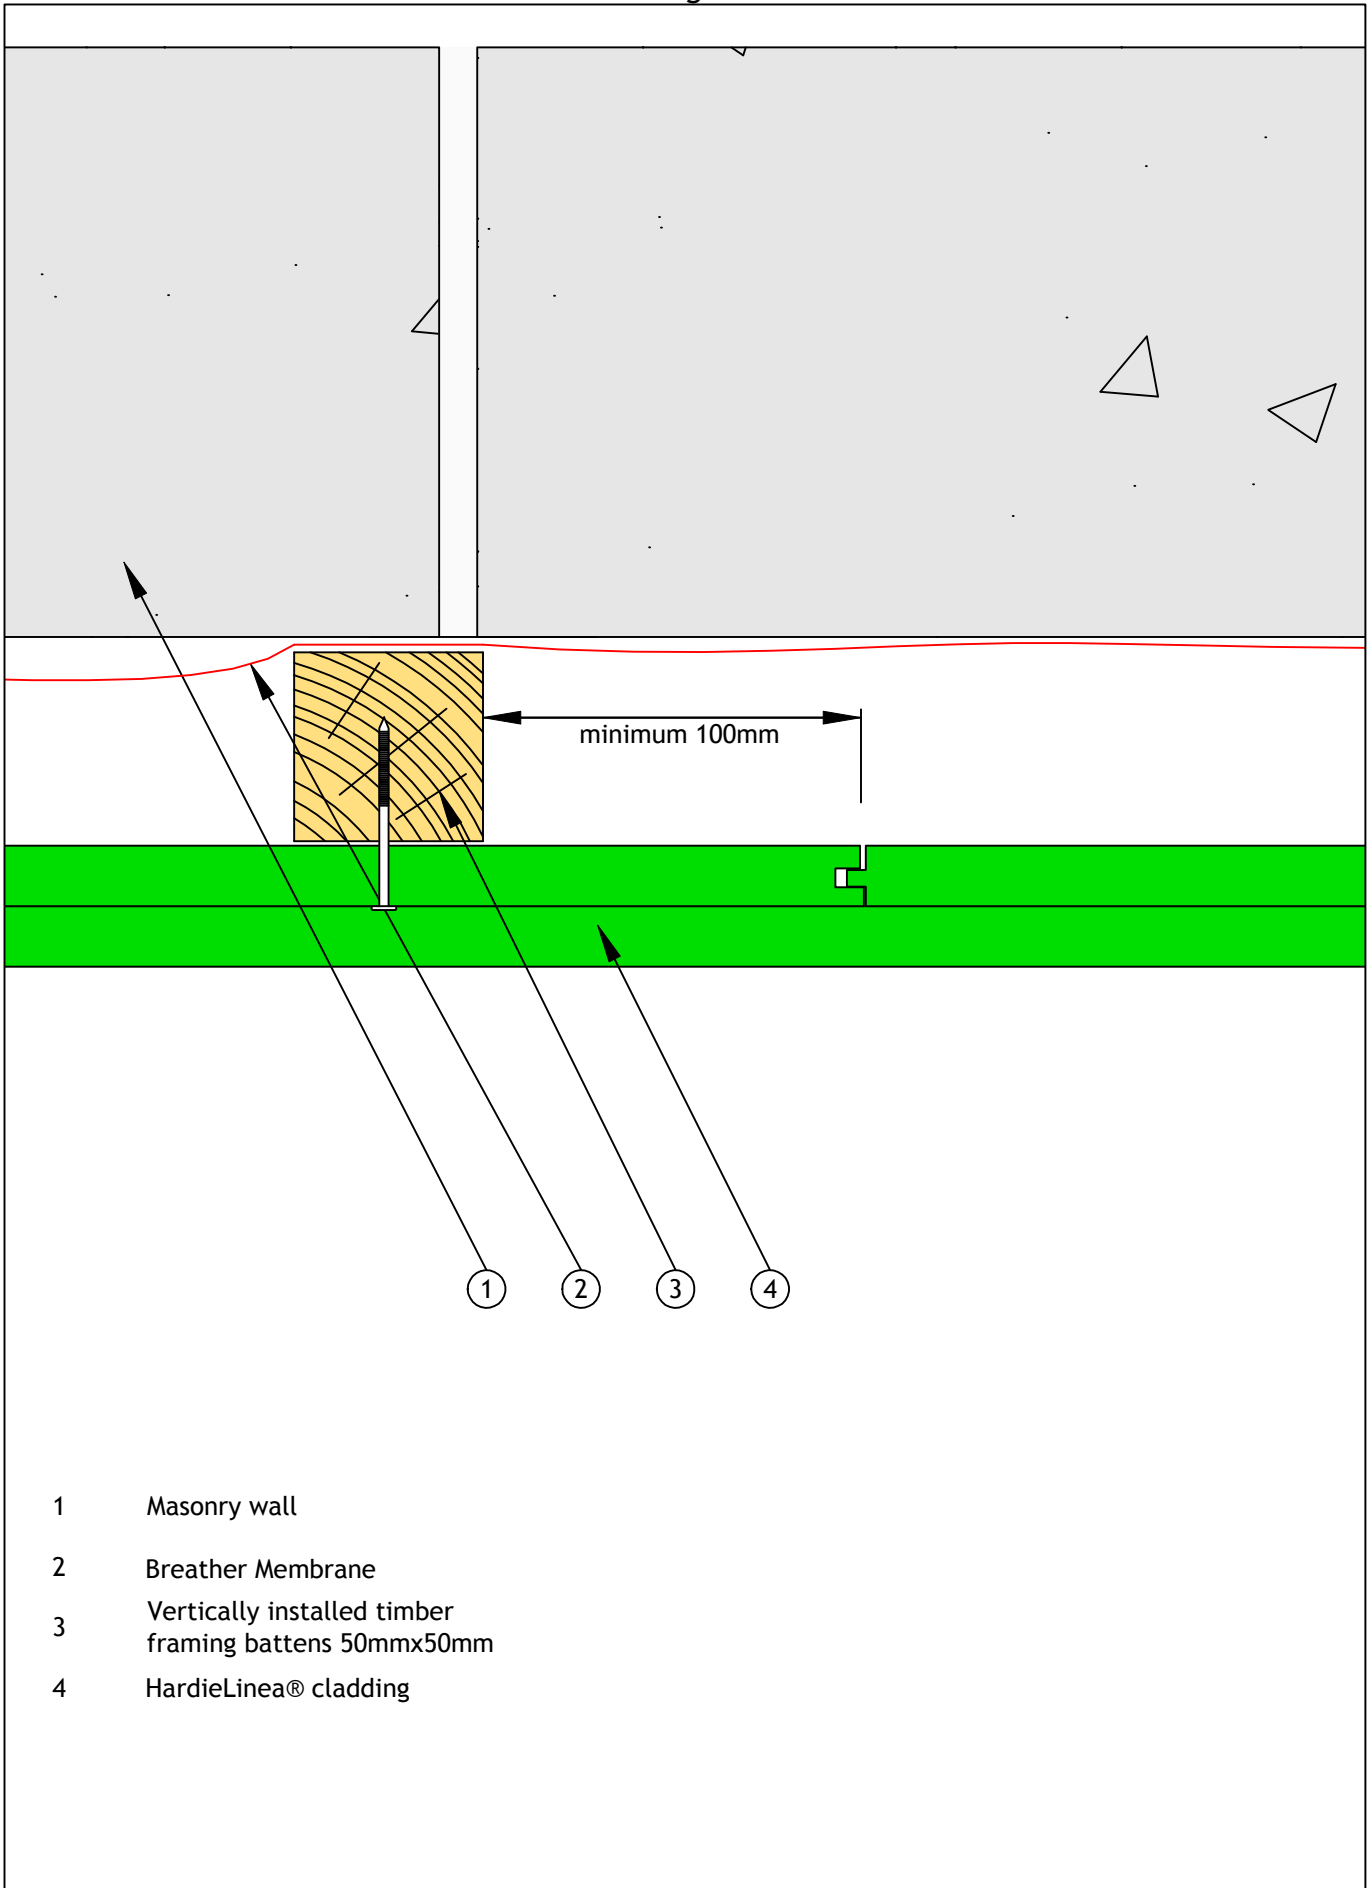 minimum 100mm
1 2 3 4
1 Masonry wall
2 Breather Membrane
3 Vertically installed timber
framing battens 50mmx50mm
4 HardieLinea® cladding